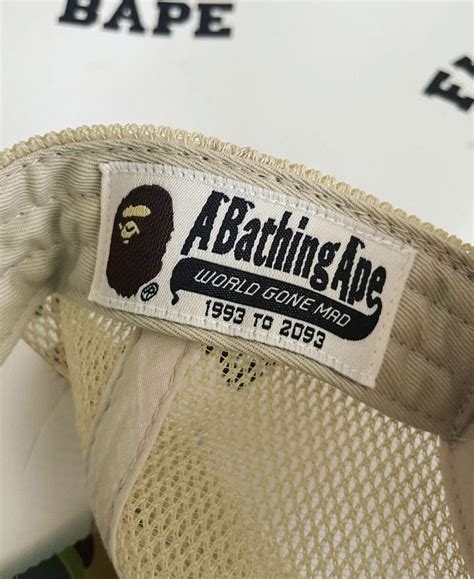 BAPE
A Bathing Ape
WORLD GONE MAD
1993 TO 2093